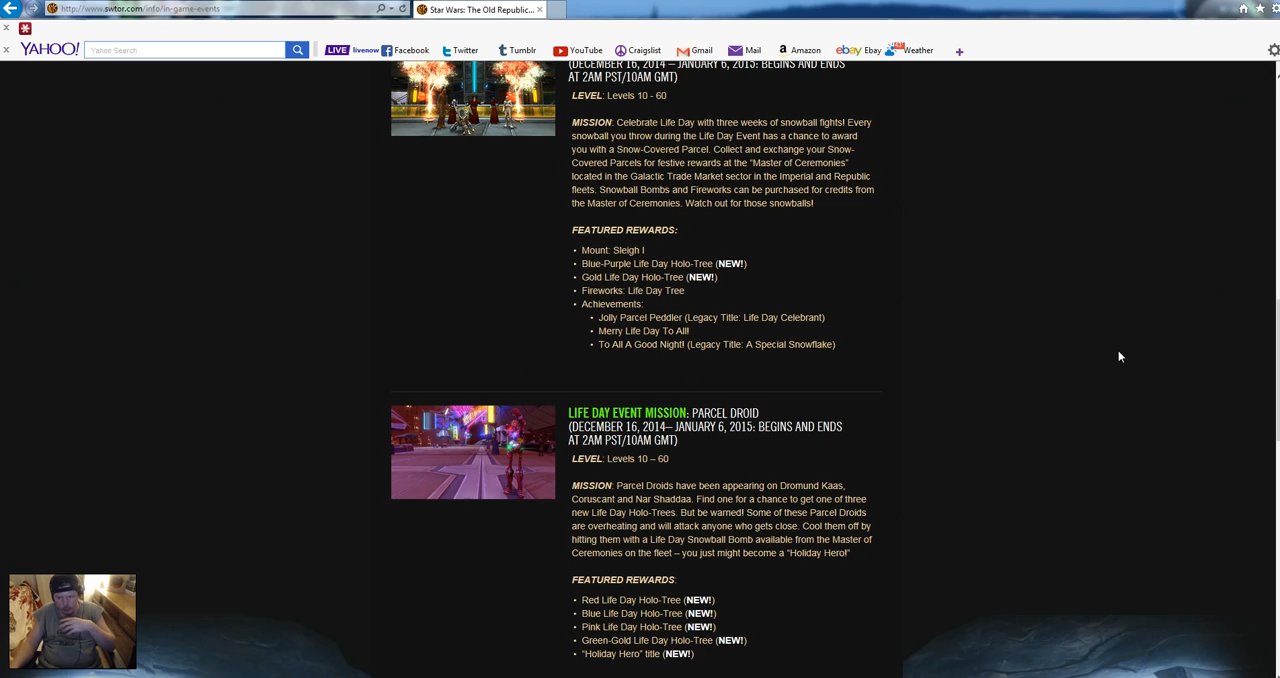 http://www.swtor.com/info/in-game-events
Star Wars: The Old Republic...
YAHOO!
Yahoo Search
LIVE livenow
Facebook
Twitter
Tumblr
YouTube
Craigslist
Gmail
Mail
Amazon
Ebay
Weather
(DECEMBER 16, 2014 – JANUARY 6, 2015: BEGINS AND ENDS
AT 2AM PST/10AM GMT)
LEVEL: Levels 10 - 60
MISSION: Celebrate Life Day with three weeks of snowball fights! Every
snowball you throw during the Life Day Event has a chance to award
you with a Snow-Covered Parcel. Collect and exchange your Snow-
Covered Parcels for festive rewards at the “Master of Ceremonies”
located in the Galactic Trade Market sector in the Imperial and Republic
fleets. Snowball Bombs and Fireworks can be purchased for credits from
the Master of Ceremonies. Watch out for those snowballs!
FEATURED REWARDS:
• Mount: Sleigh I
• Blue-Purple Life Day Holo-Tree (NEW!)
• Gold Life Day Holo-Tree (NEW!)
• Fireworks: Life Day Tree
• Achievements:
• Jolly Parcel Peddler (Legacy Title: Life Day Celebrant)
• Merry Life Day To All!
• To All A Good Night! (Legacy Title: A Special Snowflake)
LIFE DAY EVENT MISSION: PARCEL DROID
(DECEMBER 16, 2014– JANUARY 6, 2015: BEGINS AND ENDS
AT 2AM PST/10AM GMT)
LEVEL: Levels 10 – 60
MISSION: Parcel Droids have been appearing on Dromund Kaas,
Coruscant and Nar Shaddaa. Find one for a chance to get one of three
new Life Day Holo-Trees. But be warned! Some of these Parcel Droids
are overheating and will attack anyone who gets close. Cool them off by
hitting them with a Life Day Snowball Bomb available from the Master of
Ceremonies on the fleet – you just might become a “Holiday Hero!”
FEATURED REWARDS:
• Red Life Day Holo-Tree (NEW!)
• Blue Life Day Holo-Tree (NEW!)
• Pink Life Day Holo-Tree (NEW!)
• Green-Gold Life Day Holo-Tree (NEW!)
• “Holiday Hero” title (NEW!)